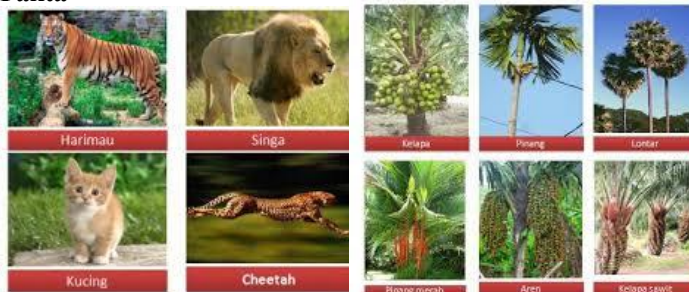 Harimau
Singa
Kelapa
Pinang
Lontar
Kucing
Cheetah
Pinang merah
Aren
Kelapa sawit